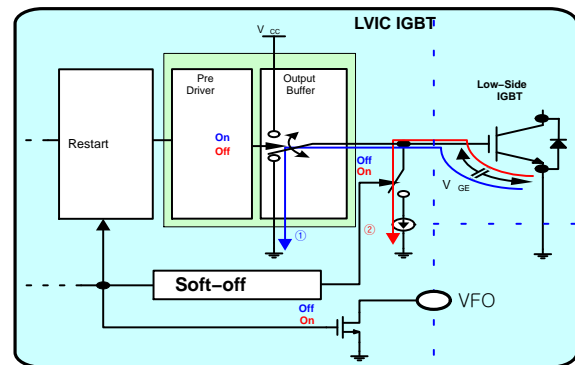 LVIC IGBT
V CC
Pre
Driver
Output
Buffer
Low−Side
IGBT
Restart
On
Off
Off
On
V GE
①
②
Soft−off
Off
On
VFO